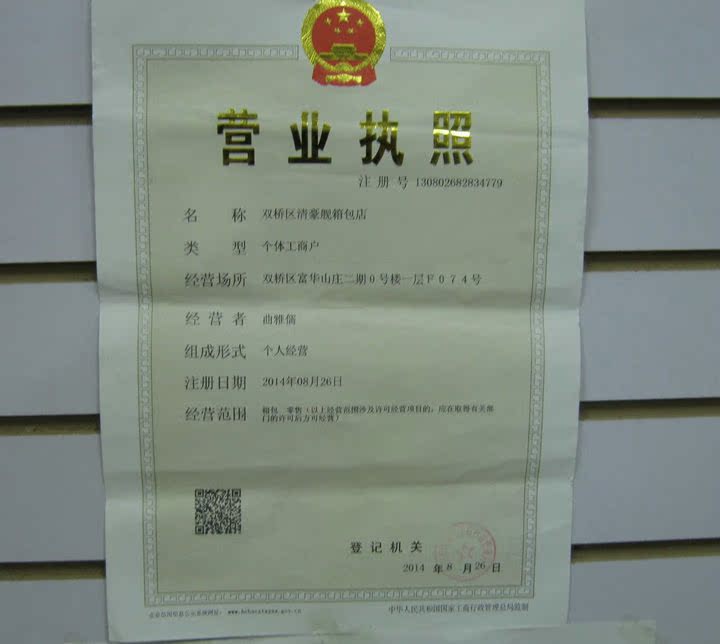 营业执照
注 册 号 130802682834779
名 称 双桥区清豪靓箱包店
类 型 个体工商户
经营场所 双桥区富华山庄二期0号楼一层F074号
经 营 者 曲雅儒
组成形式 个人经营
注册日期 2014年08月26日
经营范围 箱包、零售(以上经营范围涉及许可经营项目的,应在取得有关部
门的许可后方可经营)
登 记 机 关
2014 年 8 月 26 日
中华人民共和国国家工商行政管理总局监制